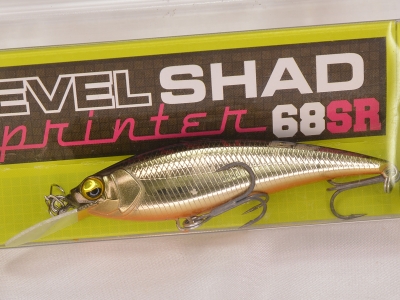 EVEL SHAD
printer 68SR